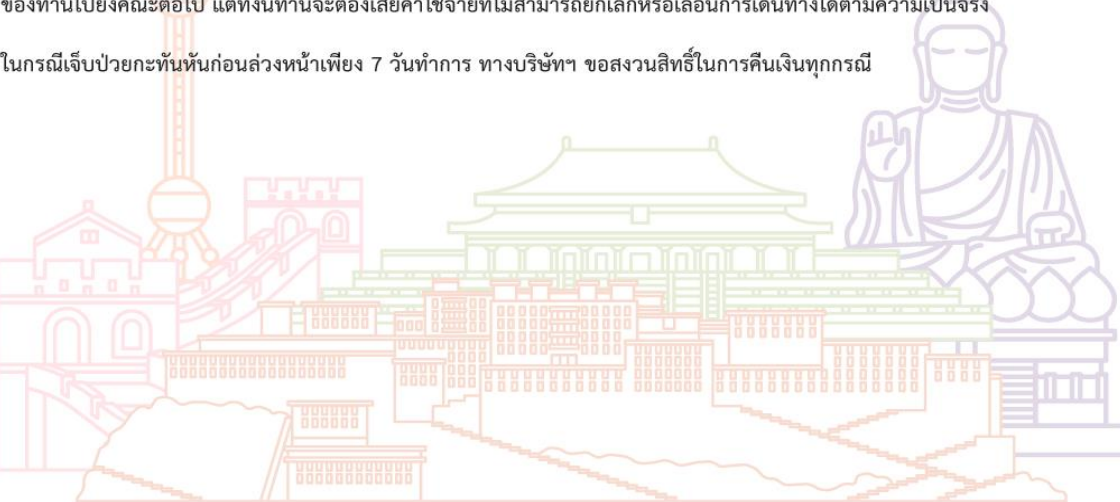 ของท่านไปยังคณะต่อไป แต่ทั้งนี้ท่านจะต้องเสียค่าใช้จ่ายที่ไม่สามารถยกเลิกหรือเลื่อนการเดินทางได้ตามความเป็นจริง
ในกรณีเจ็บป่วยกะทันหันก่อนล่วงหน้าเพียง 7 วันทำการ ทางบริษัทฯ ขอสงวนสิทธิ์ในการคืนเงินทุกกรณี